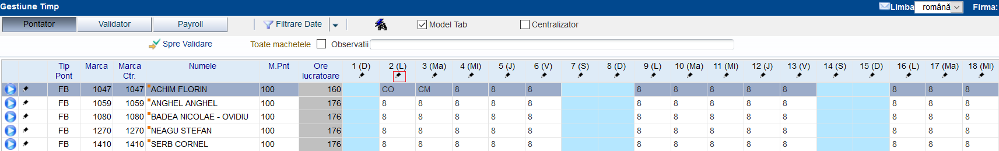 Gestiune Timp Limba română Firma:
Pontator Validator Payroll Filtrare Date Model Tab Centralizator
Spre Validare Toate machetele Observatii
Tip Pont Marca Marca Ctr. Numele M.Pnt Ore lucratoare 1 (D) 2 (L) 3 (Ma) 4 (Mi) 5 (J) 6 (V) 7 (S) 8 (D) 9 (L) 10 (Ma) 11 (Mi) 12 (J) 13 (V) 14 (S) 15 (D) 16 (L) 17 (Ma) 18 (Mi)
FB 1047 1047 ACHIM FLORIN 100 160 CO CM 8 8 8 8 8 8 8 8 8 8 8
FB 1059 1059 ANGHEL ANGHEL 100 176 8 8 8 8 8 8 8 8 8 8 8 8 8
FB 1080 1080 BADEA NICOLAE - OVIDIU 100 176 8 8 8 8 8 8 8 8 8 8 8 8 8
FB 1270 1270 NEAGU STEFAN 100 176 8 8 8 8 8 8 8 8 8 8 8 8 8
FB 1410 1410 SERB CORNEL 100 176 8 8 8 8 8 8 8 8 8 8 8 8 8